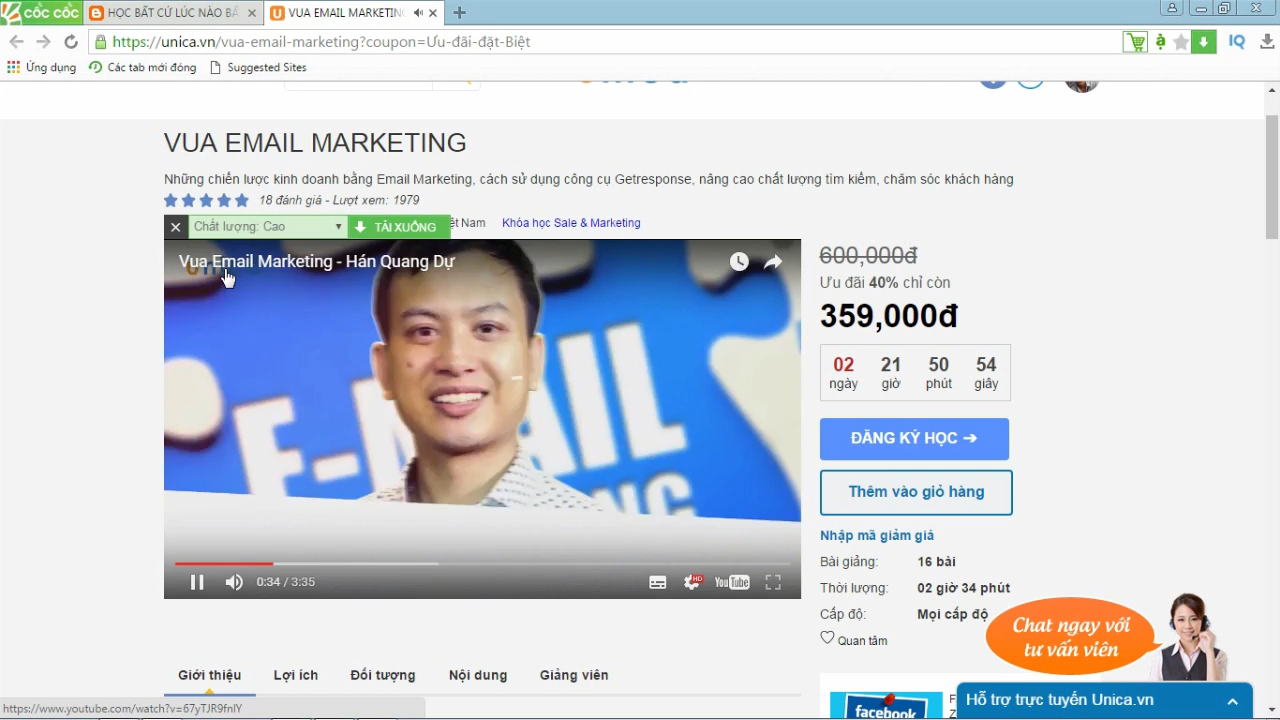 cốc cốc
HỌC BẤT CỨ LÚC NÀO BẠ
VUA EMAIL MARKETING
https://unica.vn/vua-email-marketing?coupon=Ưu-đãi-đặt-Biệt
IQ
Ứng dụng
Các tab mới đóng
Suggested Sites
VUA EMAIL MARKETING
Những chiến lược kinh doanh bằng Email Marketing, cách sử dụng công cụ Getresponse, nâng cao chất lượng tìm kiếm, chăm sóc khách hàng
18 đánh giá - Lượt xem: 1979
Chất lượng: Cao
TẢI XUỐNG
Nam
Khóa học Sale & Marketing
Vua Email Marketing - Hán Quang Dự
E-MAIL
0:34 / 3:35
HD
YouTube
600,000đ
Ưu đãi 40% chỉ còn
359,000đ
02 21 50 54
ngày giờ phút giây
ĐĂNG KÝ HỌC ➔
Thêm vào giỏ hàng
Nhập mã giảm giá
Bài giảng: 16 bài
Thời lượng: 02 giờ 34 phút
Cấp độ: Mọi cấp độ
Quan tâm
Chat ngay với
tư vấn viên
Giới thiệu
Lợi ích
Đối tượng
Nội dung
Giảng viên
facebook
Hỗ trợ trực tuyến Unica.vn
https://www.youtube.com/watch?v=67yTJR9fnlY